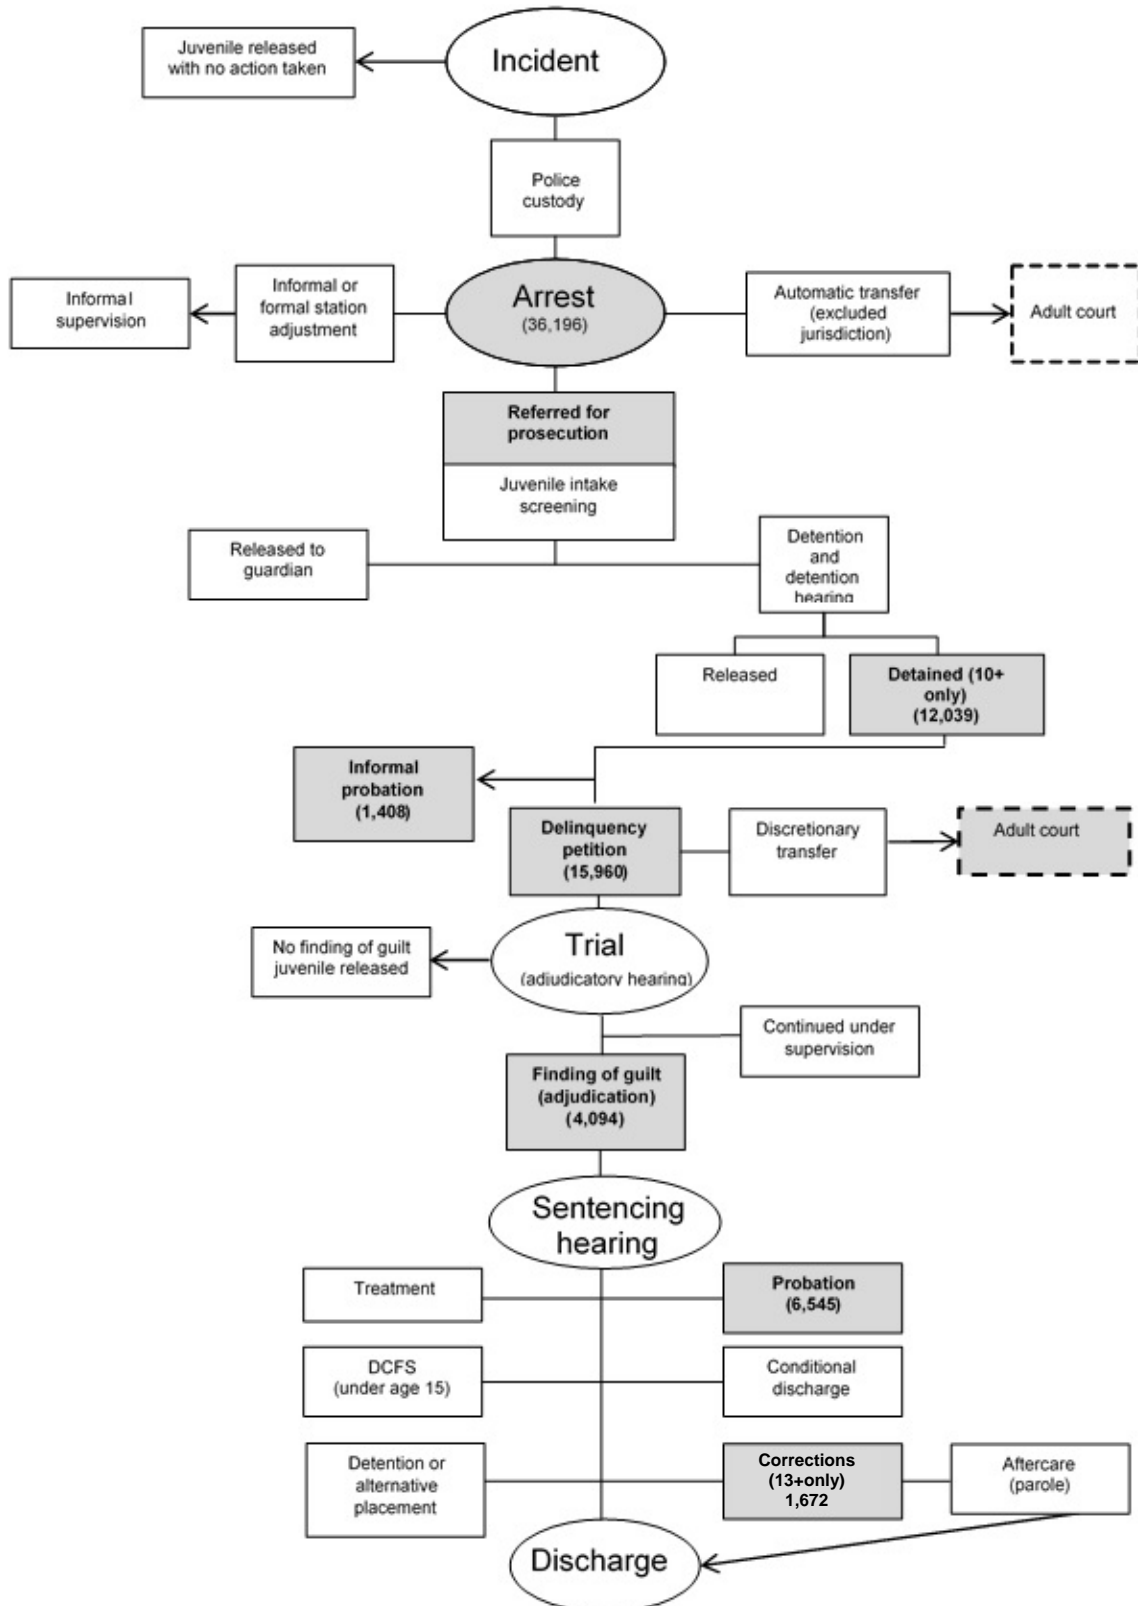 Incident
Juvenile released
with no action taken
Police
custody
Arrest
(36,196)
Informal or
formal station
adjustment
Informal
supervision
Automatic transfer
(excluded
jurisdiction)
Adult court
Referred for
prosecution
Juvenile intake
screening
Released to
guardian
Detention
and
detention
hearing
Released
Detained (10+
only)
(12,039)
Informal
probation
(1,408)
Delinquency
petition
(15,960)
Discretionary
transfer
Adult court
Trial
(adjudicatory hearing)
No finding of guilt
juvenile released
Continued under
supervision
Finding of guilt
(adjudication)
(4,094)
Sentencing
hearing
Treatment
Probation
(6,545)
DCFS
(under age 15)
Conditional
discharge
Detention or
alternative
placement
Corrections
(13+only)
1,672
Aftercare
(parole)
Discharge